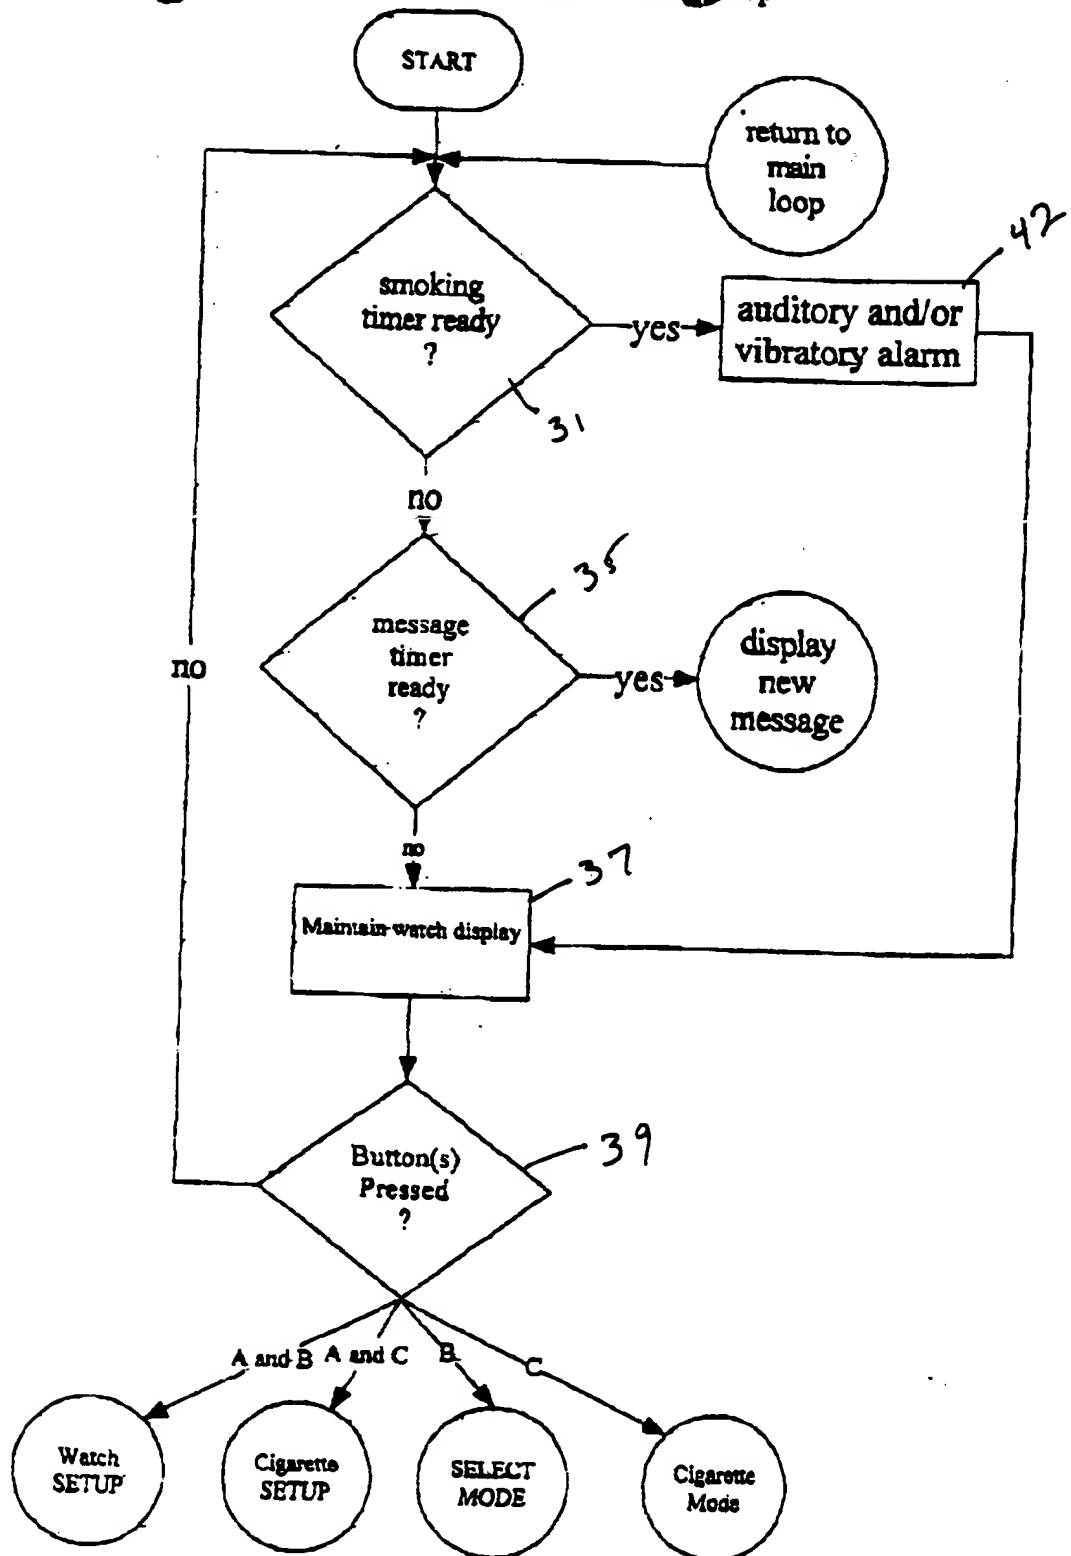 START
return to
main
loop
42
smoking
timer ready
?
yes
auditory and/or
vibratory alarm
31
no
35
message
timer
ready
?
yes
display
new
message
no
no
37
Maintain watch display
39
Button(s)
Pressed
?
A and B
A and C
B
C
Watch
SETUP
Cigarette
SETUP
SELECT
MODE
Cigarette
Mode